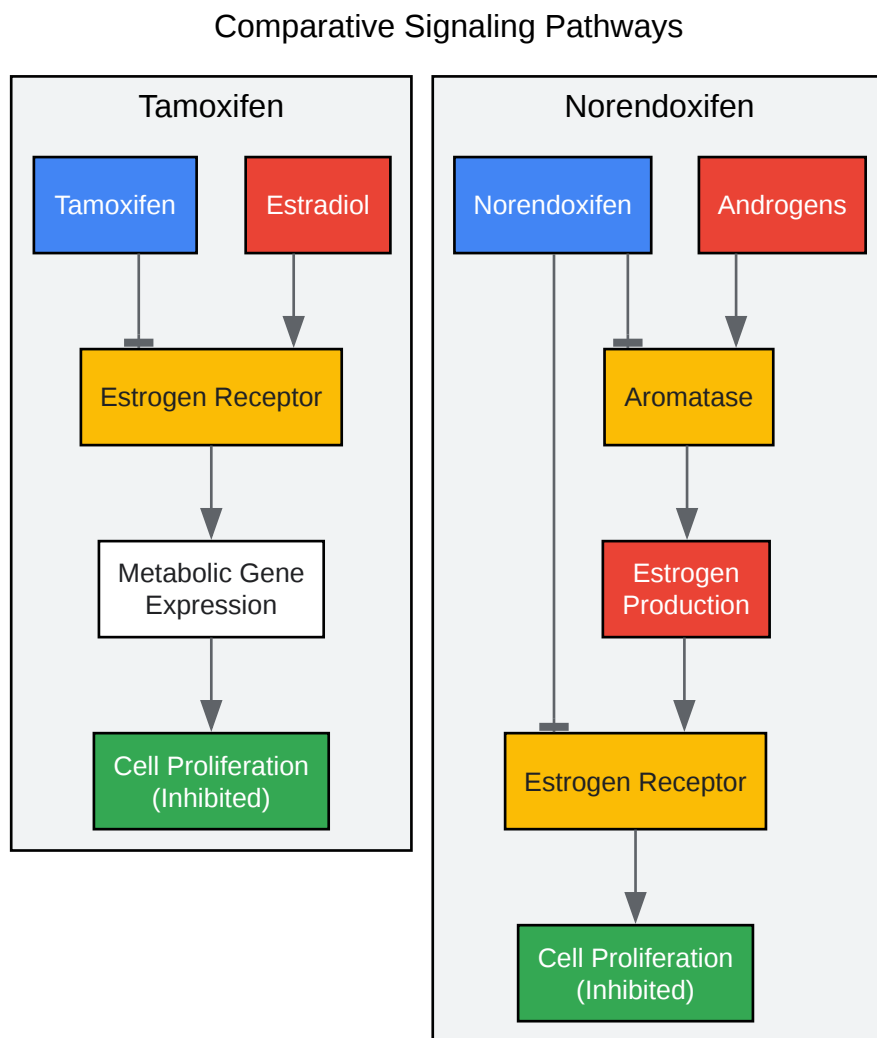 Comparative Signaling Pathways
Tamoxifen
Tamoxifen
Estradiol
Estrogen Receptor
Metabolic Gene
Expression
Cell Proliferation
(Inhibited)
Norendoxifen
Norendoxifen
Androgens
Aromatase
Estrogen
Production
Estrogen Receptor
Cell Proliferation
(Inhibited)